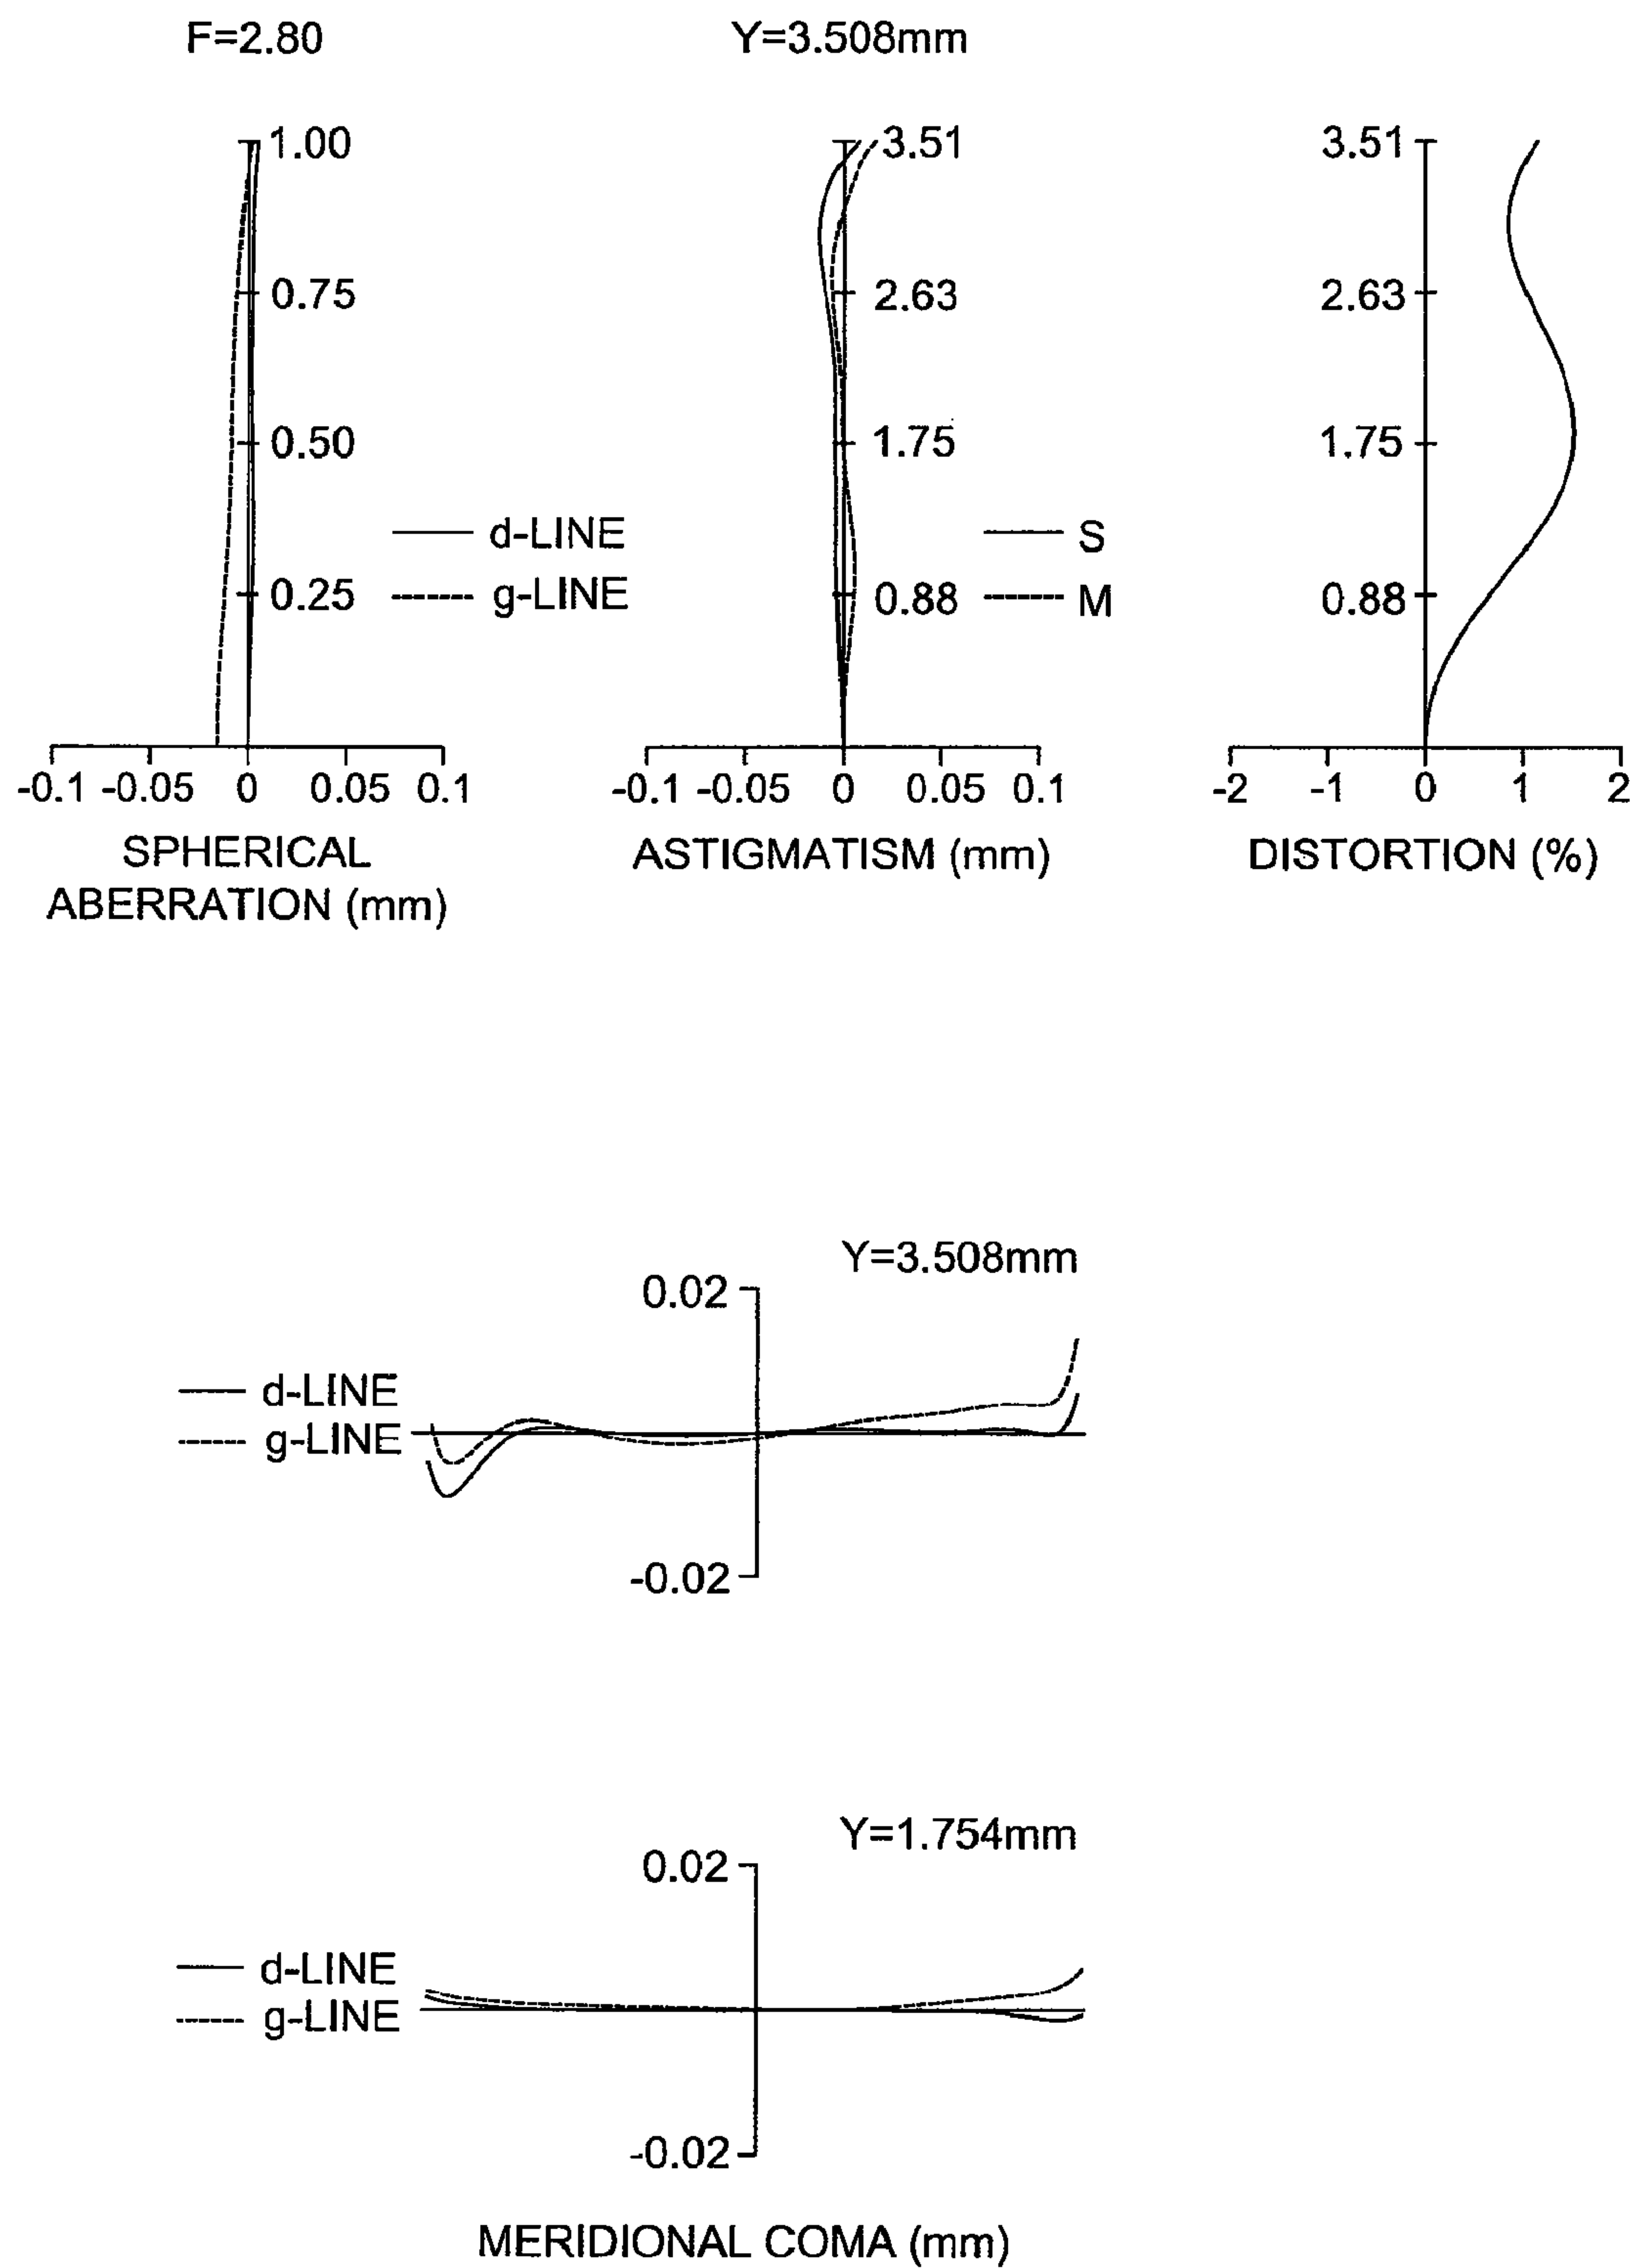 F=2.80
Y=3.508mm
1.00
0.75
0.50
0.25
d-LINE
g-LINE
-0.1 -0.05 0 0.05 0.1
SPHERICAL
ABERRATION (mm)
3.51
2.63
1.75
0.88
S
M
-0.1 -0.05 0 0.05 0.1
ASTIGMATISM (mm)
3.51
2.63
1.75
0.88
-2 -1 0 1 2
DISTORTION (%)
Y=3.508mm
0.02
d-LINE
g-LINE
-0.02
Y=1.754mm
0.02
d-LINE
g-LINE
-0.02
MERIDIONAL COMA (mm)